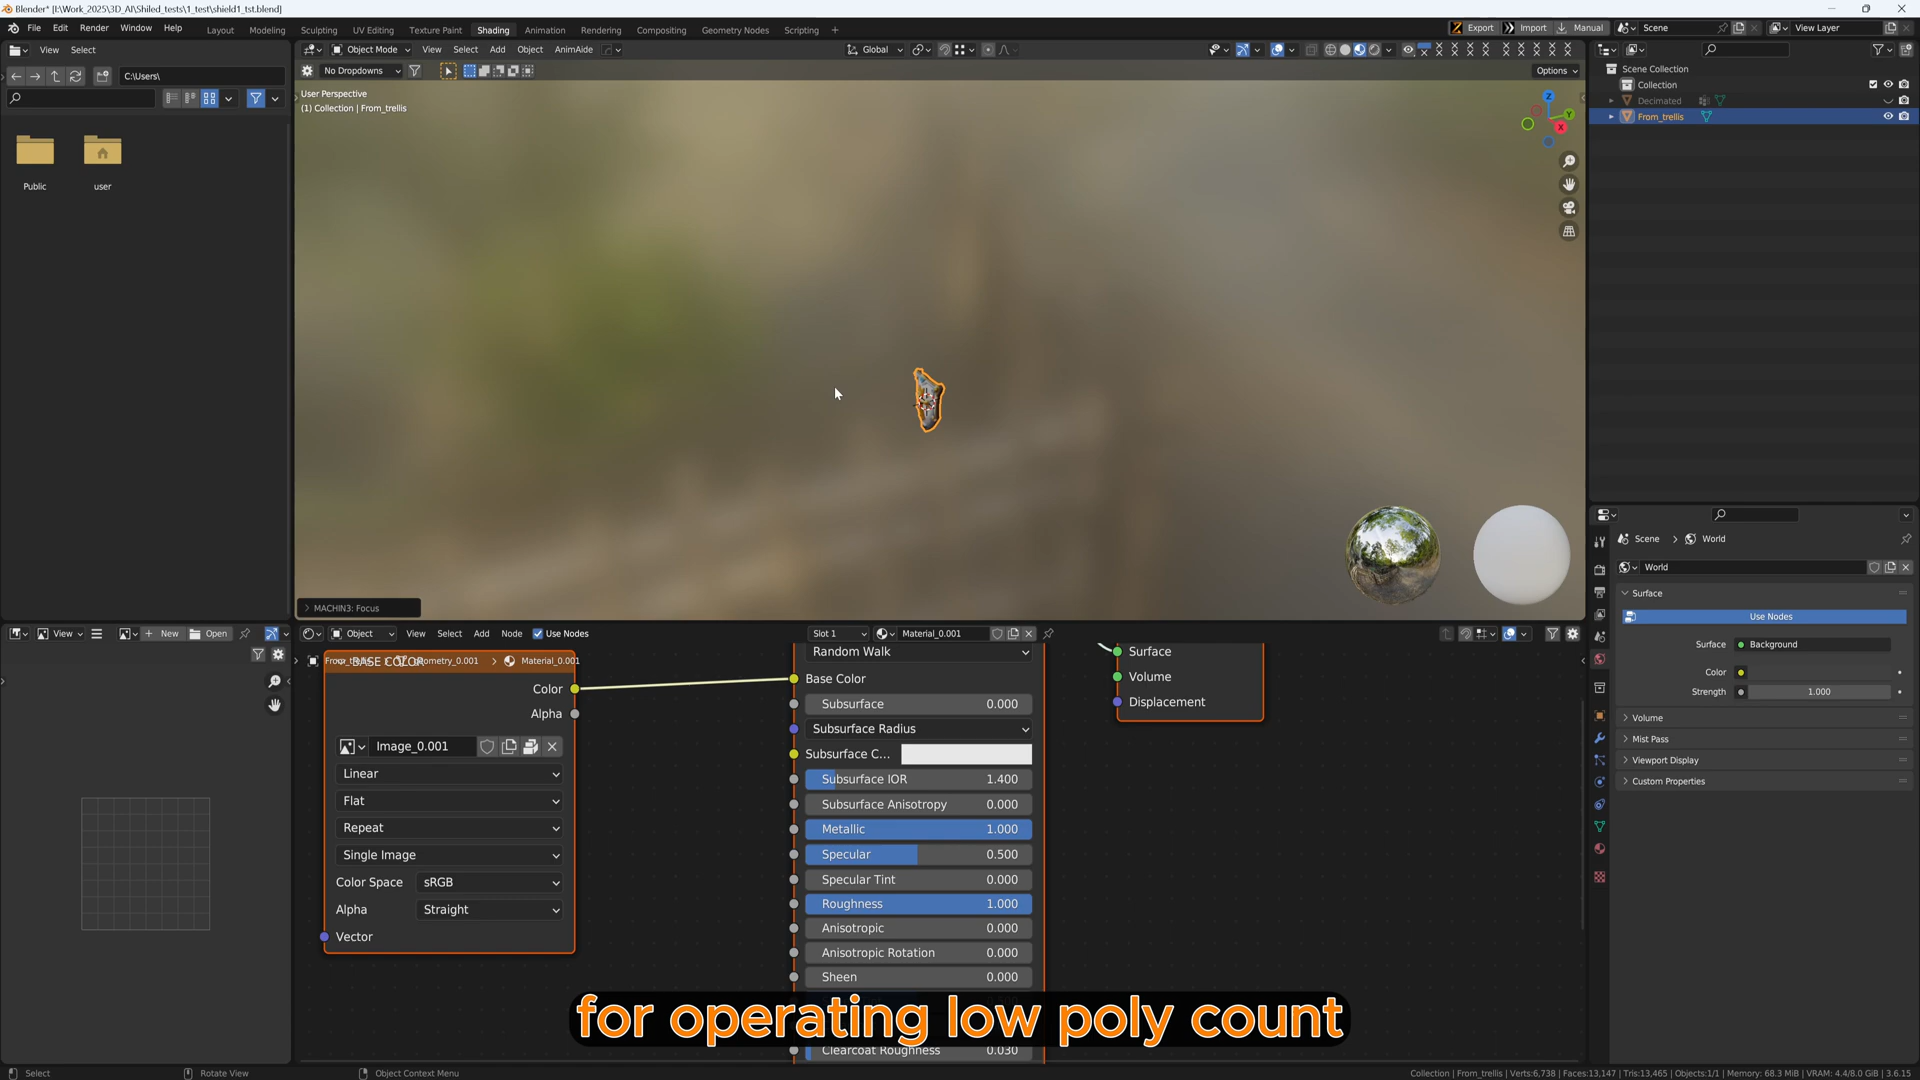 Blender* [I:\Work_2025\3D_AI\Shiled_tests\1_test\shield1_tst.blend]
File Edit Render Window Help Layout Modeling Sculpting UV Editing Texture Paint Shading Animation Rendering Compositing Geometry Nodes Scripting + Export Import Manual Scene View Layer
View Select Object Mode View Select Add Object AnimAide Global
C:\Users\ No Dropdowns Options
User Perspective
(1) Collection | From_trellis
Scene Collection
Collection
Decimated
From_trellis
Z
Y
X
Public user
MACHIN3: Focus
Scene > World
World
Surface
Use Nodes
Surface Background
Color
Strength 1.000
Volume
Mist Pass
Viewport Display
Custom Properties
View New Open Object View Select Add Node Use Nodes Slot 1 Material_001
BASE COLOR
Material_0.001
Color
Alpha
Image_0.001
Linear
Flat
Repeat
Single Image
Color Space sRGB
Alpha Straight
Vector
Random Walk
Base Color
Subsurface 0.000
Subsurface Radius
Subsurface C...
Subsurface IOR 1.400
Subsurface Anisotropy 0.000
Metallic 1.000
Specular 0.500
Specular Tint 0.000
Roughness 1.000
Anisotropic 0.000
Anisotropic Rotation 0.000
Sheen 0.000
Clearcoat Roughness 0.030
Surface
Volume
Displacement
for operating low poly count
Select Rotate View Object Context Menu Collection | From_trellis | Verts:6,738 | Faces:13,147 | Tris:13,465 | Objects:1/1 | Memory: 68.3 MiB | VRAM: 4.4/8.0 GiB | 3.6.15